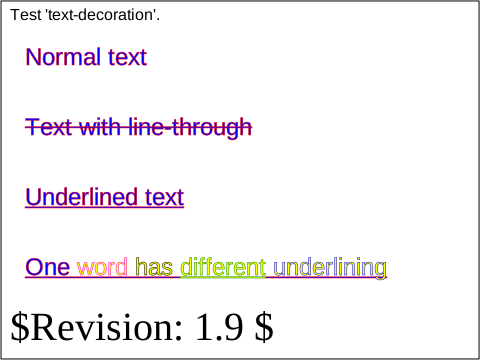 Test 'text-decoration'.
Normal text
Text with line-through
Underlined text
One word has different underlining
$Revision: 1.9 $